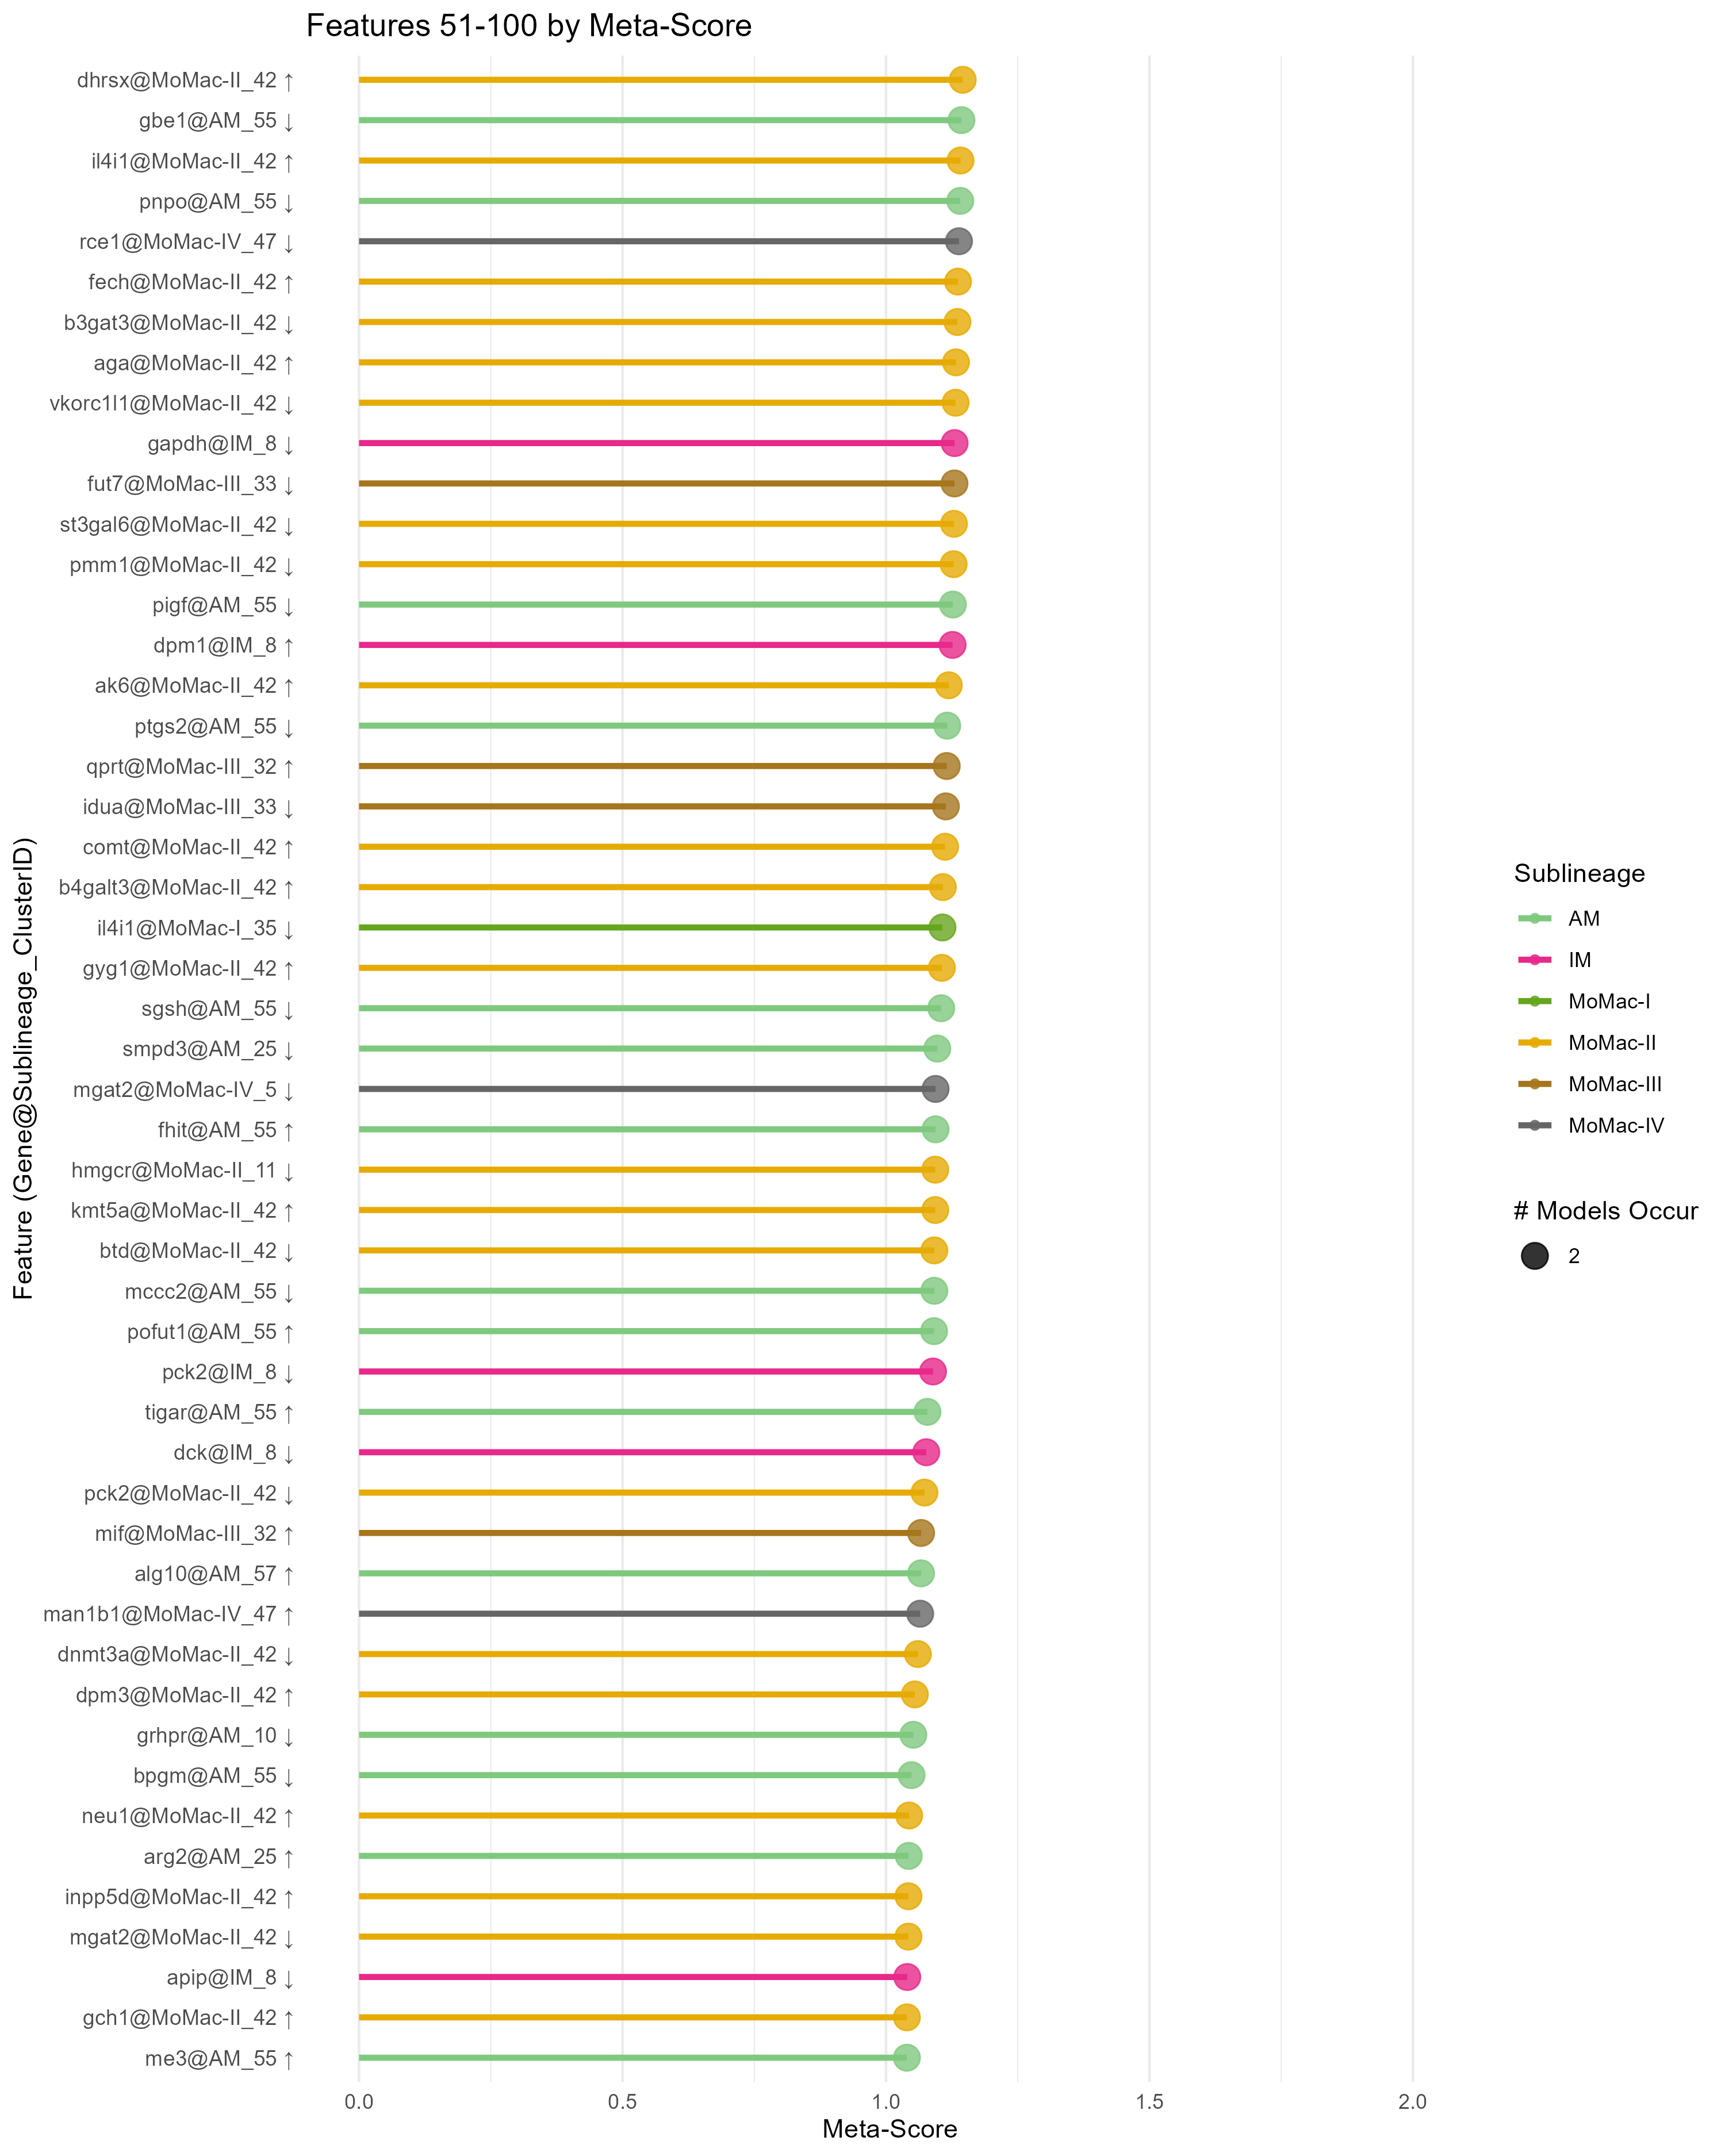 Features 51-100 by Meta-Score
dhrsx@MoMac-II_42 ↑
gbe1@AM_55 ↓
il4i1@MoMac-II_42 ↑
pnpo@AM_55 ↓
rce1@MoMac-IV_47 ↓
fech@MoMac-II_42 ↑
b3gat3@MoMac-II_42 ↓
aga@MoMac-II_42 ↑
vkorc1l1@MoMac-II_42 ↓
gapdh@IM_8 ↓
fut7@MoMac-III_33 ↓
st3gal6@MoMac-II_42 ↓
pmm1@MoMac-II_42 ↓
pigf@AM_55 ↓
dpm1@IM_8 ↑
ak6@MoMac-II_42 ↑
ptgs2@AM_55 ↓
qprt@MoMac-III_32 ↑
idua@MoMac-III_33 ↓
comt@MoMac-II_42 ↑
b4galt3@MoMac-II_42 ↑
il4i1@MoMac-I_35 ↓
gyg1@MoMac-II_42 ↑
sgsh@AM_55 ↓
smpd3@AM_25 ↓
mgat2@MoMac-IV_5 ↓
fhit@AM_55 ↑
hmgcr@MoMac-II_11 ↓
kmt5a@MoMac-II_42 ↑
btd@MoMac-II_42 ↓
mccc2@AM_55 ↓
pofut1@AM_55 ↑
pck2@IM_8 ↓
tigar@AM_55 ↑
dck@IM_8 ↓
pck2@MoMac-II_42 ↓
mif@MoMac-III_32 ↑
alg10@AM_57 ↑
man1b1@MoMac-IV_47 ↑
dnmt3a@MoMac-II_42 ↓
dpm3@MoMac-II_42 ↑
grhpr@AM_10 ↓
bpgm@AM_55 ↓
neu1@MoMac-II_42 ↑
arg2@AM_25 ↑
inpp5d@MoMac-II_42 ↑
mgat2@MoMac-II_42 ↓
apip@IM_8 ↓
gch1@MoMac-II_42 ↑
me3@AM_55 ↑
Feature (Gene@Sublineage_ClusterID)
0.0 0.5 1.0 1.5 2.0
Meta-Score
Sublineage
AM
IM
MoMac-I
MoMac-II
MoMac-III
MoMac-IV
# Models Occur
2